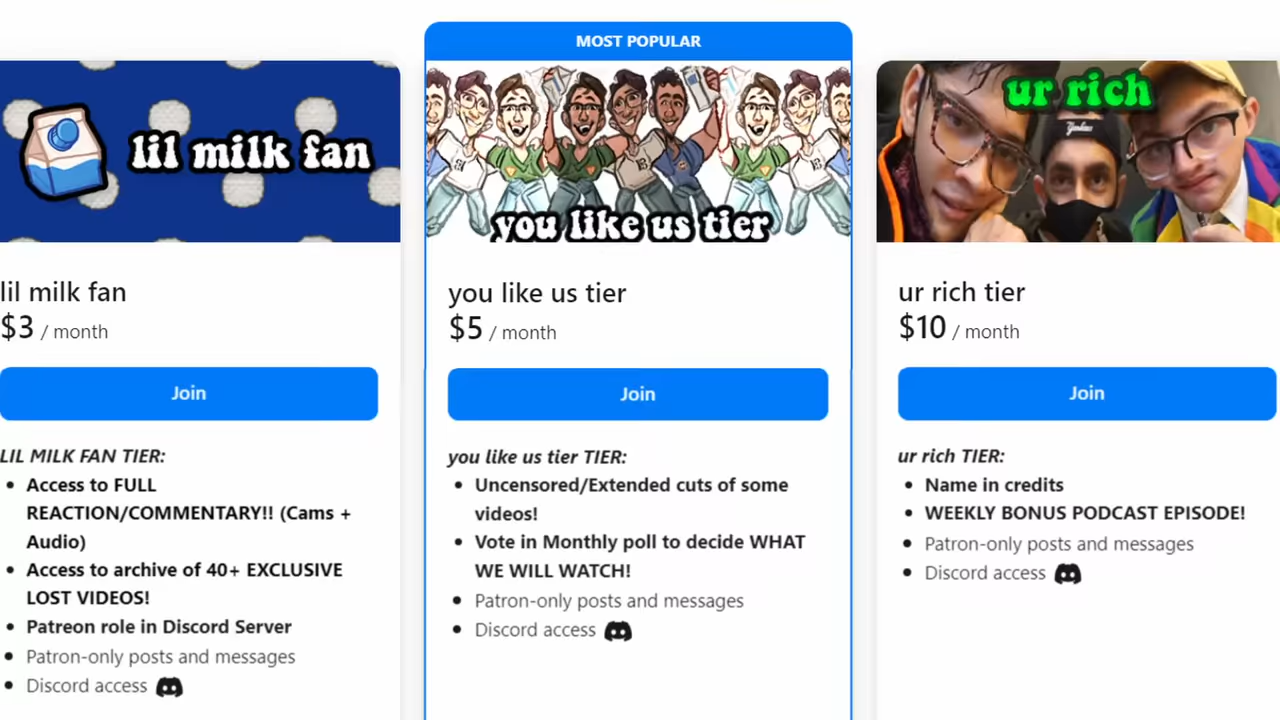 MOST POPULAR
lil milk fan
you like us tier
ur rich
lil milk fan
$3 / month
Join
LIL MILK FAN TIER:
Access to FULL
REACTION/COMMENTARY!! (Cams +
Audio)
Access to archive of 40+ EXCLUSIVE
LOST VIDEOS!
Patreon role in Discord Server
Patron-only posts and messages
Discord access
you like us tier
$5 / month
Join
you like us tier TIER:
Uncensored/Extended cuts of some
videos!
Vote in Monthly poll to decide WHAT
WE WILL WATCH!
Patron-only posts and messages
Discord access
ur rich tier
$10 / month
Join
ur rich TIER:
Name in credits
WEEKLY BONUS PODCAST EPISODE!
Patron-only posts and messages
Discord access